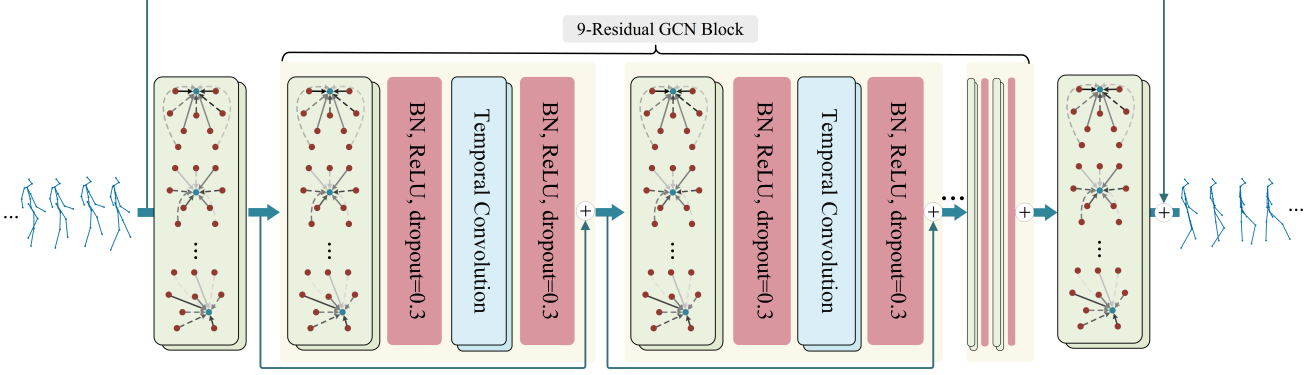 9-Residual GCN Block
BN, ReLU, dropout=0.3
Temporal Convolution
BN, ReLU, dropout=0.3
BN, ReLU, dropout=0.3
Temporal Convolution
BN, ReLU, dropout=0.3